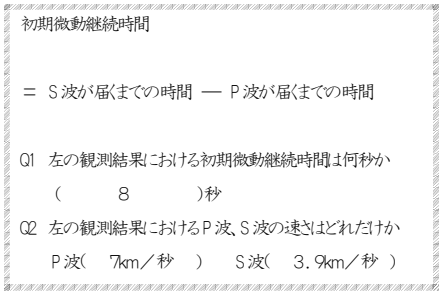 初期微動継続時間
＝ S波が届くまでの時間 ― P波が届くまでの時間
Q1 左の観測結果における初期微動継続時間は何秒か
( 8 )秒
Q2 左の観測結果におけるP波、S波の速さはどれだけか
P波( 7km／秒 ) S波( 3.9km／秒 )